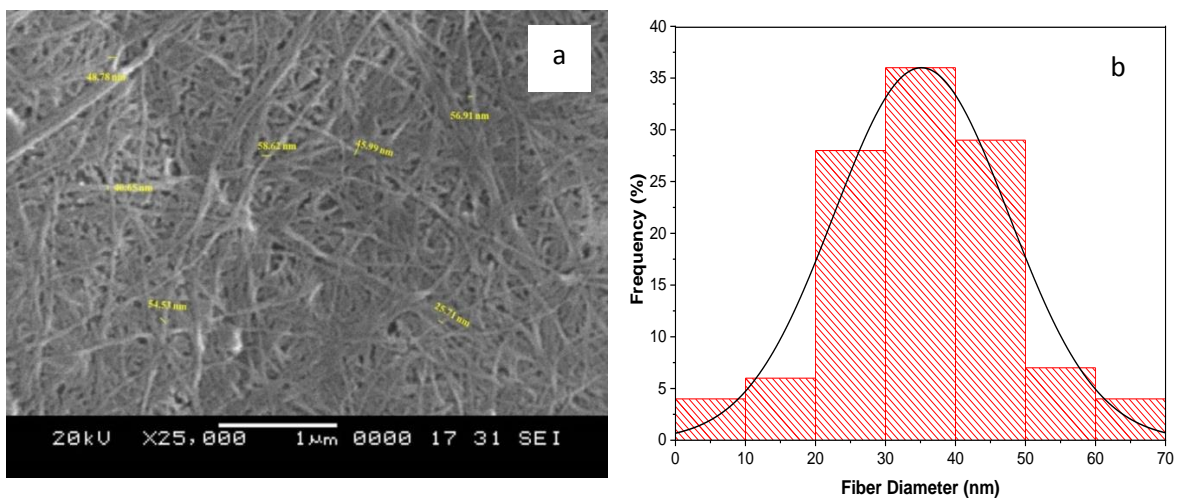 a
48.78 nm
56.91 nm
58.62 nm
45.99 nm
40.65 nm
54.53 nm
25.71 nm
20kV X25,000 1μm 0000 17 31 SEI
b
40
35
30
25
20
15
10
5
0
Frequency (%)
0 10 20 30 40 50 60 70
Fiber Diameter (nm)